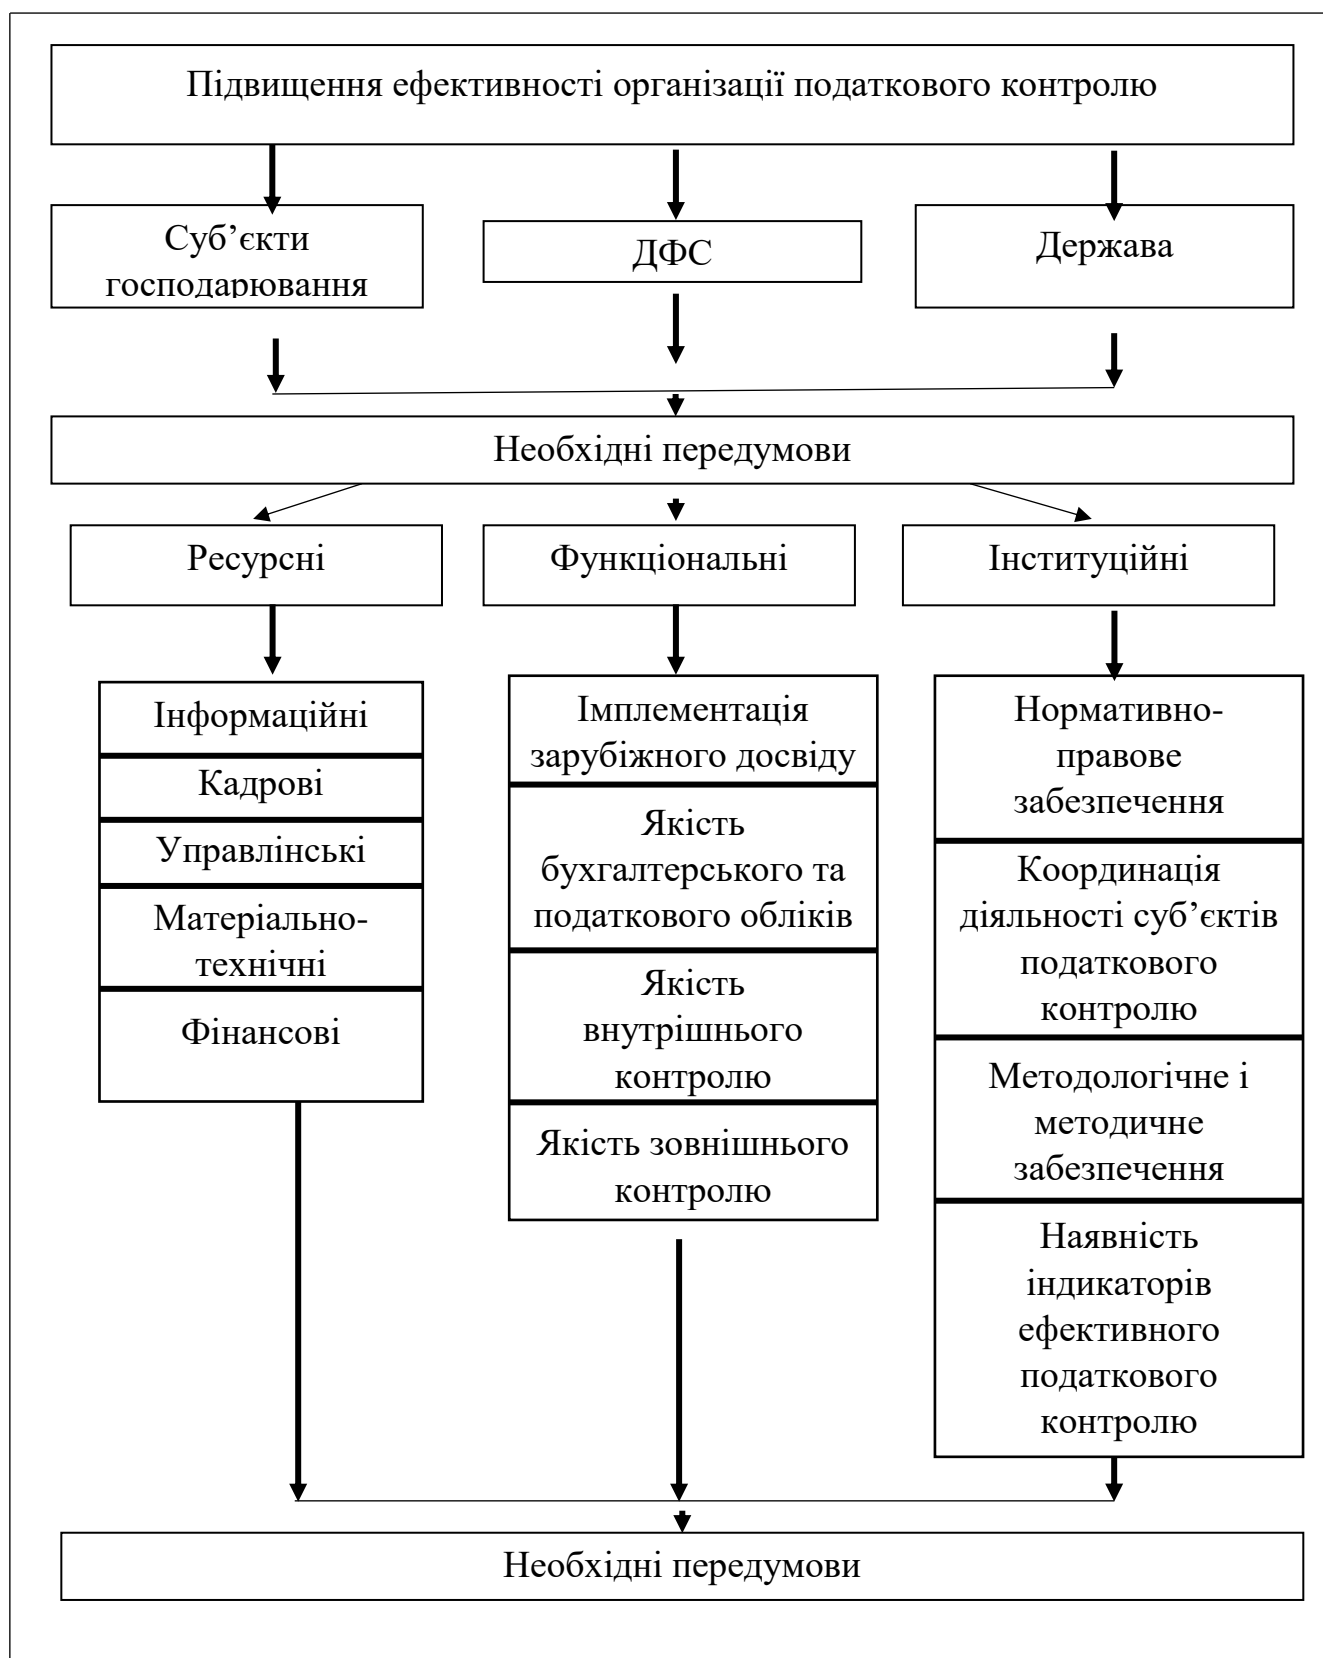 Підвищення ефективності організації податкового контролю
Суб’єкти
господарювання
ДФС
Держава
Необхідні передумови
Ресурсні
Функціональні
Інституційні
Інформаційні
Кадрові
Управлінські
Матеріально-
технічні
Фінансові
Імплементація
зарубіжного досвіду
Якість
бухгалтерського та
податкового обліків
Якість
внутрішнього
контролю
Якість зовнішнього
контролю
Нормативно-
правове
забезпечення
Координація
діяльності суб’єктів
податкового
контролю
Методологічне і
методичне
забезпечення
Наявність
індикаторів
ефективного
податкового
контролю
Необхідні передумови